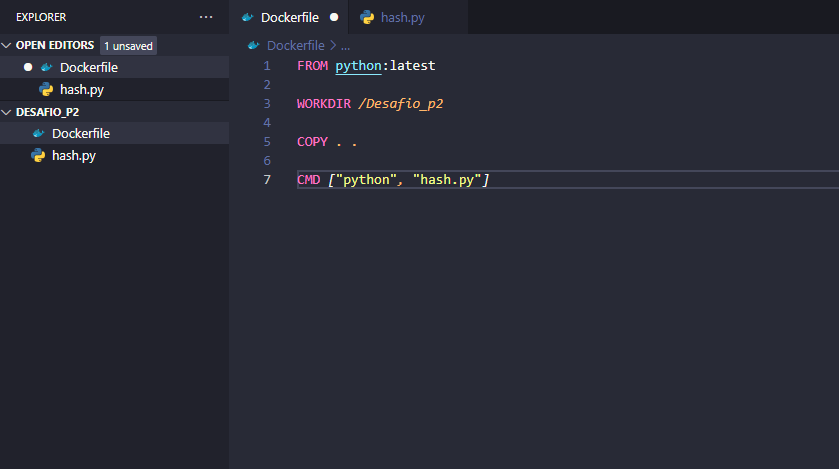 EXPLORER
...
OPEN EDITORS 1 unsaved
Dockerfile
hash.py
DESAFIO_P2
Dockerfile
hash.py
Dockerfile hash.py
Dockerfile > ...
1 FROM python:latest
2
3 WORKDIR /Desafio_p2
4
5 COPY . .
6
7 CMD ["python", "hash.py"]